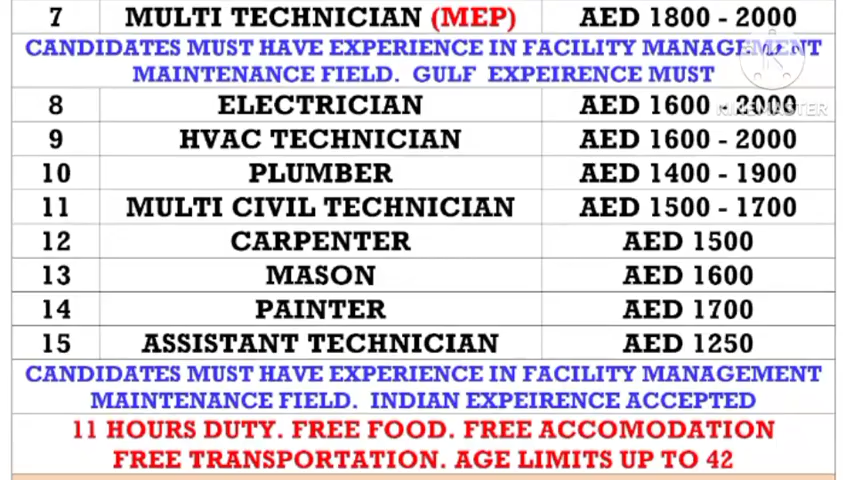 7 MULTI TECHNICIAN (MEP) AED 1800 - 2000
CANDIDATES MUST HAVE EXPERIENCE IN FACILITY MANAGEMENT
MAINTENANCE FIELD. GULF EXPEIRENCE MUST
8 ELECTRICIAN AED 1600 - 2000
KINEMASTER
9 HVAC TECHNICIAN AED 1600 - 2000
10 PLUMBER AED 1400 - 1900
11 MULTI CIVIL TECHNICIAN AED 1500 - 1700
12 CARPENTER AED 1500
13 MASON AED 1600
14 PAINTER AED 1700
15 ASSISTANT TECHNICIAN AED 1250
CANDIDATES MUST HAVE EXPERIENCE IN FACILITY MANAGEMENT
MAINTENANCE FIELD. INDIAN EXPEIRENCE ACCEPTED
11 HOURS DUTY. FREE FOOD. FREE ACCOMODATION
FREE TRANSPORTATION. AGE LIMITS UP TO 42